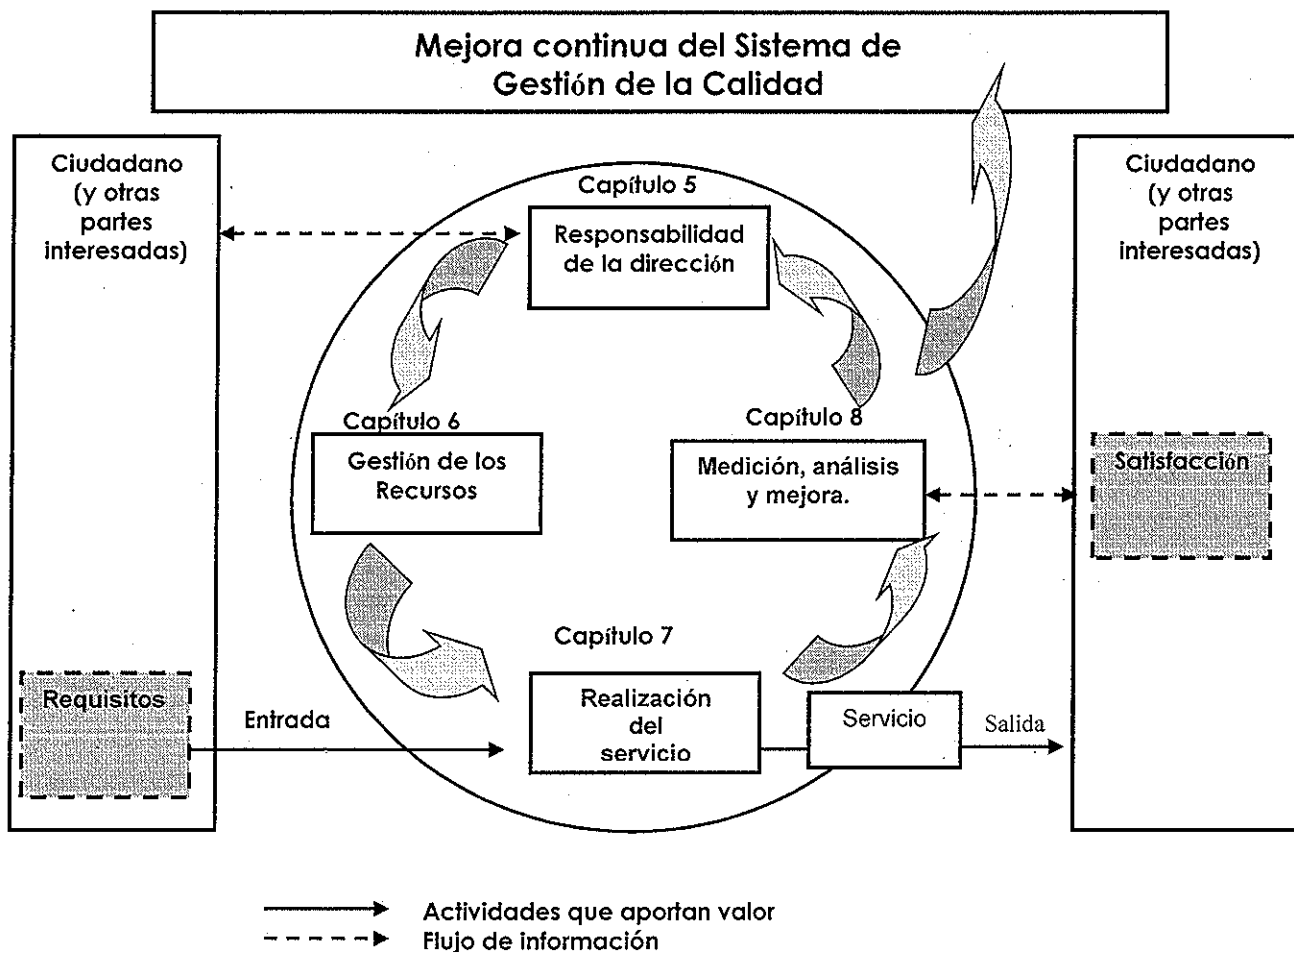 Mejora continua del Sistema de
Gestión de la Calidad
Ciudadano
(y otras
partes
interesadas)
Ciudadano
(y otras
partes
interesadas)
Capítulo 5
Responsabilidad
de la dirección
Capítulo 6
Gestión de los
Recursos
Capítulo 8
Medición, análisis
y mejora.
Satisfacción
Capítulo 7
Requisitos
Entrada
Realización
del
servicio
Servicio
Salida
Actividades que aportan valor
Flujo de información